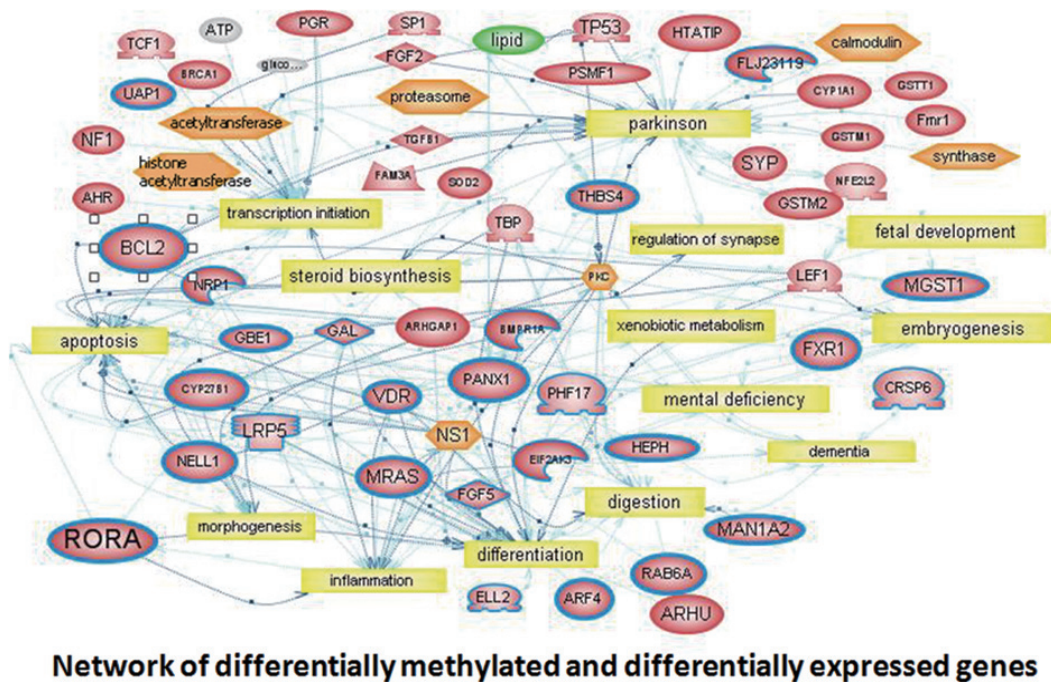 PGR
SP1
TP53
ATP
TCF1
lipid
HTATIP
calmodulin
FGF2
FLJ23119
BRCA1
gluco...
PSMF1
UAP1
CYP1A1
GSTT1
proteasome
acetyltransferase
parkinson
Fmr1
NF1
TGFB1
GSTM1
synthase
histone
acetyltransferase
FAM3A
SOD2
SYP
NFE2L2
AHR
THBS4
GSTM2
transcription initiation
TBP
regulation of synapse
fetal development
BCL2
steroid biosynthesis
PKC
LEF1
NRP1
MGST1
xenobiotic metabolism
embryogenesis
apoptosis
GBE1
GAL
ARHGAP1
BMPR1A
FXR1
CYP27B1
PANX1
VDR
PHF17
mental deficiency
CRSP6
LRP5
NS1
NELL1
MRAS
EIF2AK3
HEPH
dementia
FGF5
digestion
morphogenesis
MAN1A2
RORA
differentiation
inflammation
RAB6A
ELL2
ARF4
ARHU
Network of differentially methylated and differentially expressed genes